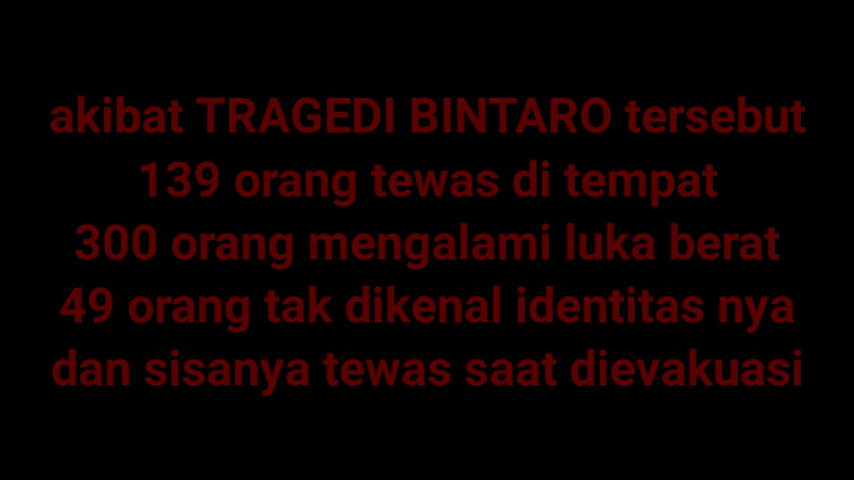 akibat TRAGEDI BINTARO tersebut
139 orang tewas di tempat
300 orang mengalami luka berat
49 orang tak dikenal identitas nya
dan sisanya tewas saat dievakuasi